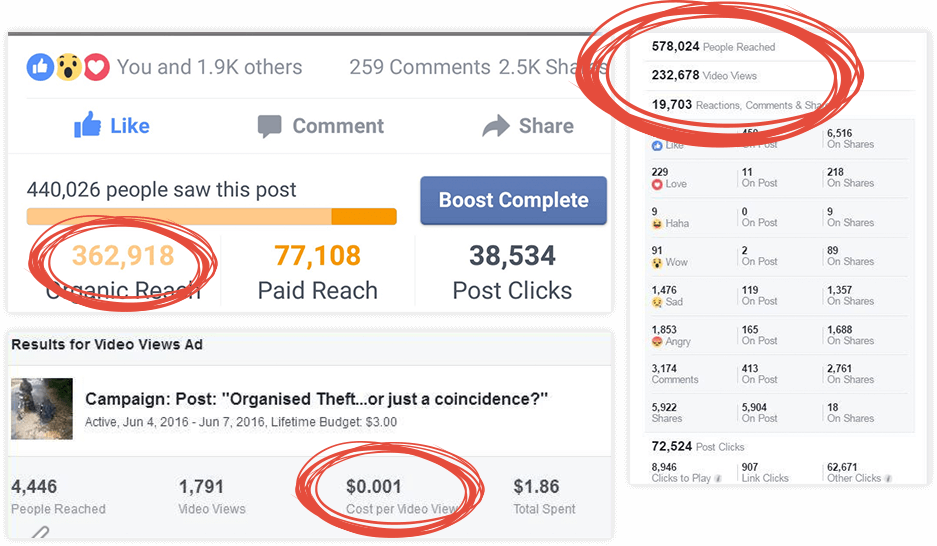 You and 1.9K others 259 Comments 2.5K Shares
Like Comment Share
440,026 people saw this post
Boost Complete
362,918 77,108 38,534
Organic Reach Paid Reach Post Clicks
Results for Video Views Ad
Campaign: Post: "Organised Theft...or just a coincidence?"
Active, Jun 4, 2016 - Jun 7, 2016, Lifetime Budget: $3.00
4,446 1,791 $0.001 $1.86
People Reached Video Views Cost per Video View Total Spent
578,024 People Reached
232,678 Video Views
19,703 Reactions, Comments & Sha
459 6,516
Like On Post On Shares
229 11 218
Love On Post On Shares
9 0 9
Haha On Post On Shares
91 2 89
Wow On Post On Shares
1,476 119 1,357
Sad On Post On Shares
1,853 165 1,688
Angry On Post On Shares
3,174 413 2,761
Comments On Post On Shares
5,922 5,904 18
Shares On Post On Shares
72,524 Post Clicks
8,946 907 62,671
Clicks to Play Link Clicks Other Clicks